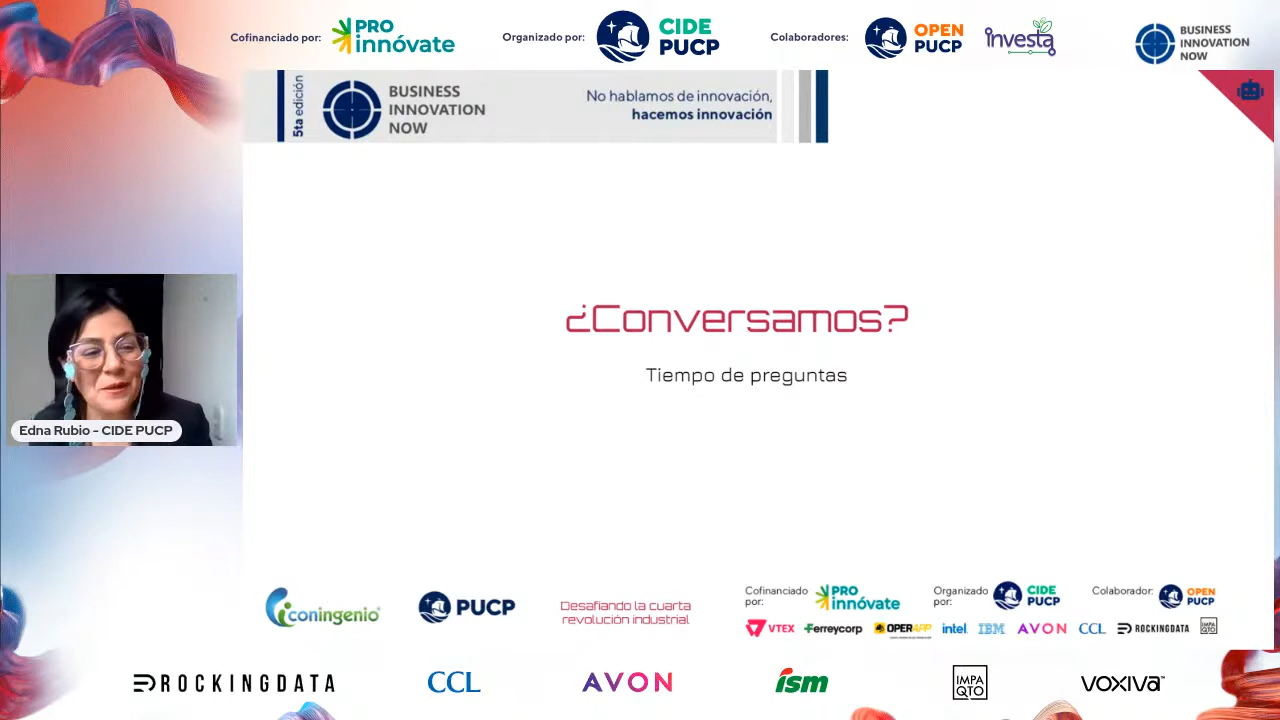 Cofinanciado por:
PRO
innóvate
Organizado por:
CIDE
PUCP
Colaboradores:
OPEN
PUCP
investa
BUSINESS
INNOVATION
NOW
5ta edición
BUSINESS
INNOVATION
NOW
No hablamos de innovación,
hacemos innovación
¿Conversamos?
Tiempo de preguntas
Edna Rubio - CIDE PUCP
coningenio
PUCP
Desafiando la cuarta
revolución industrial
Cofinanciado
por:
PRO
innóvate
Organizado
por:
CIDE
PUCP
Colaborador:
OPEN
PUCP
VTEX
Ferreycorp
OPERAPP
intel
IBM
AVON
CCL
ROCKINGDATA
IMPA
QTO
ROCKINGDATA
CCL
AVON
ism
IMPA
QTO
VOXIVA